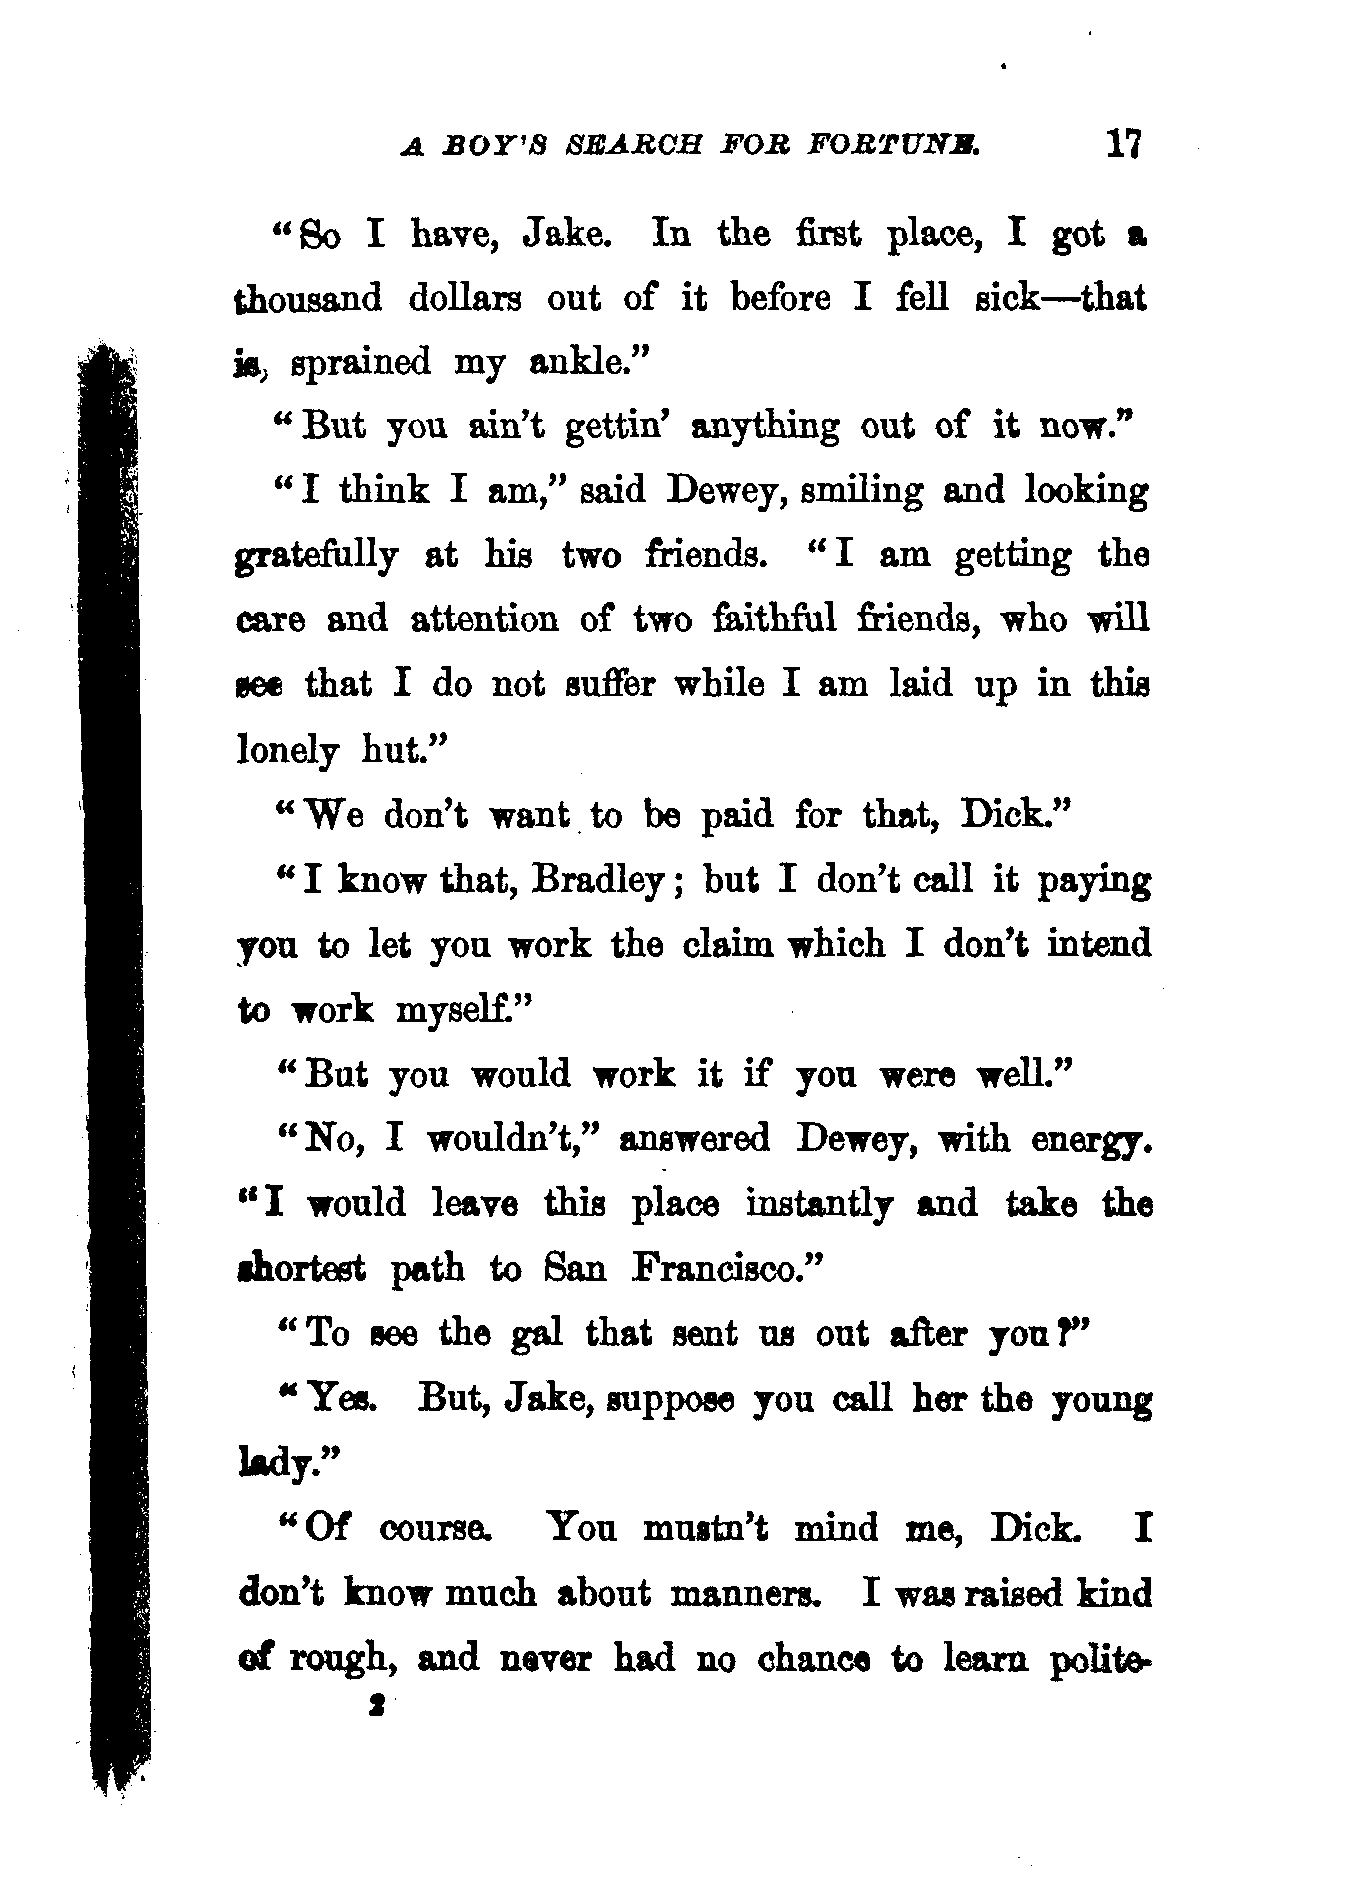 A BOY'S SEARCH FOR FORTUNE. 17
“So I have, Jake. In the first place, I got a
thousand dollars out of it before I fell sick—that
is, sprained my ankle.”
“But you ain't gettin' anything out of it now.”
“I think I am,” said Dewey, smiling and looking
gratefully at his two friends. “I am getting the
care and attention of two faithful friends, who will
see that I do not suffer while I am laid up in this
lonely hut.”
“We don't want to be paid for that, Dick.”
“I know that, Bradley; but I don't call it paying
you to let you work the claim which I don't intend
to work myself.”
“But you would work it if you were well.”
“No, I wouldn't,” answered Dewey, with energy.
“I would leave this place instantly and take the
shortest path to San Francisco.”
“To see the gal that sent us out after you?”
“Yes. But, Jake, suppose you call her the young
lady.”
“Of course. You mustn't mind me, Dick. I
don't know much about manners. I was raised kind
of rough, and never had no chance to learn polite-
2